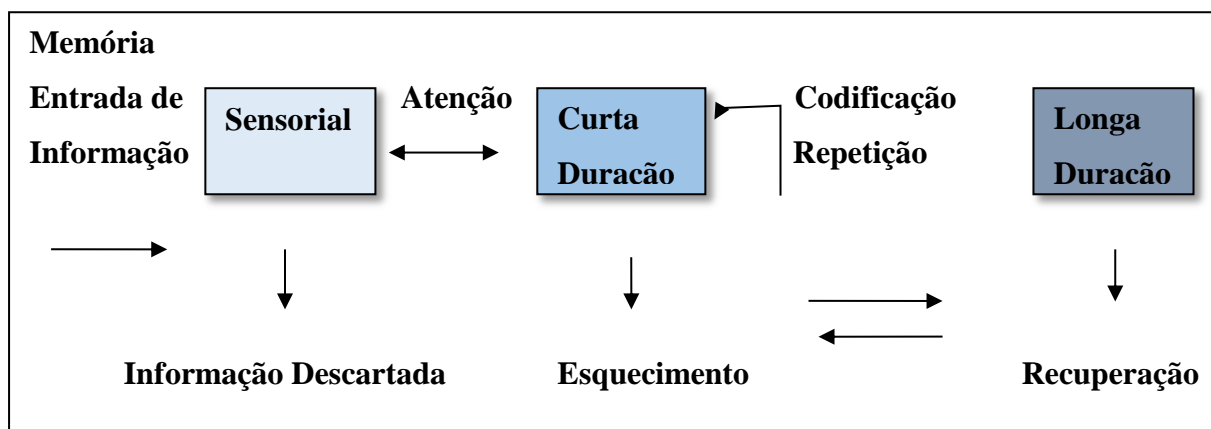 Memória
Entrada de
Informação
Sensorial
Atenção
Curta
Duracão
Codificação
Repetição
Longa
Duracão
Informação Descartada
Esquecimento
Recuperação